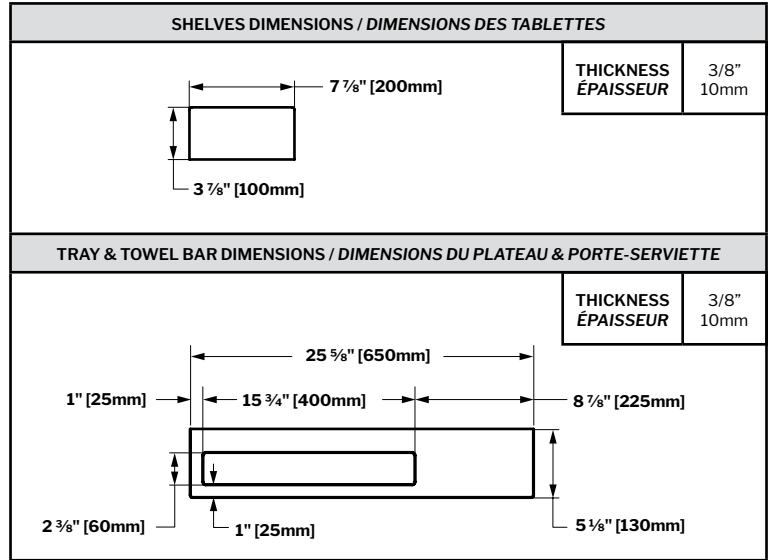 SHELVES DIMENSIONS / DIMENSIONS DES TABLETTES
THICKNESS
ÉPAISSEUR
3/8”
10mm
7 ⅞" [200mm]
3 ⅞" [100mm]
TRAY & TOWEL BAR DIMENSIONS / DIMENSIONS DU PLATEAU & PORTE-SERVIETTE
THICKNESS
ÉPAISSEUR
3/8”
10mm
25 ⅝" [650mm]
1" [25mm]
15 ¾" [400mm]
8 ⅞" [225mm]
2 ⅜" [60mm]
1" [25mm]
5 ⅛" [130mm]